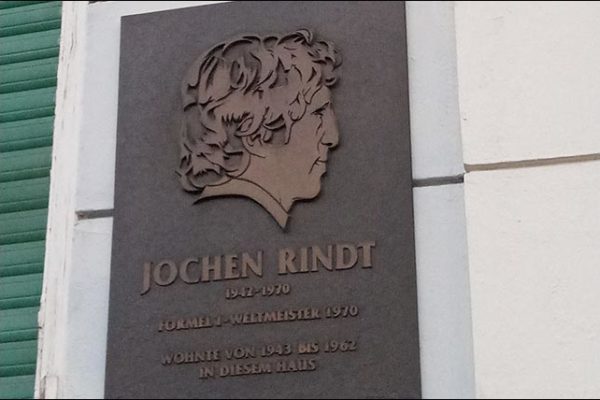 JOCHEN RINDT
1942-1970
FORMEL 1-WELTMEISTER 1970
WOHNTE VON 1943 BIS 1962
IN DIESEM HAUS